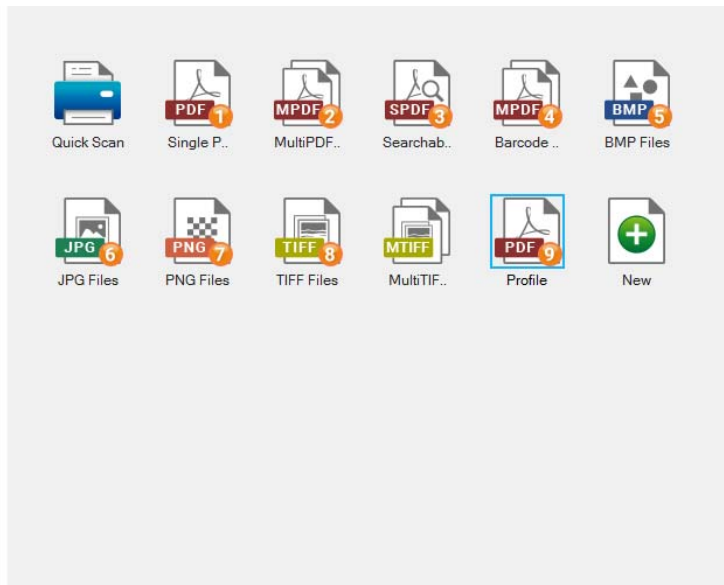 PDF 1
MPDF 2
SPDF 3
MPDF 4
BMP 5
Quick Scan
Single P..
MultiPDF..
Searchab..
Barcode ..
BMP Files
JPG 6
PNG 7
TIFF 8
MTIFF
PDF 9
JPG Files
PNG Files
TIFF Files
MultiTIF..
Profile
New